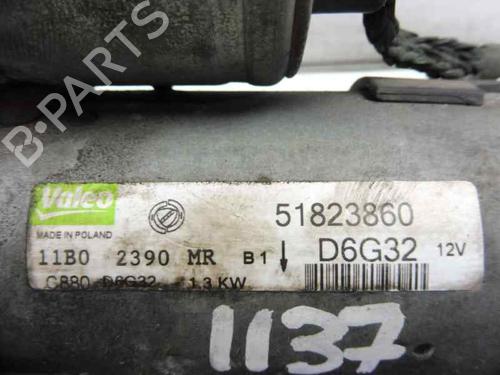 B-PARTS
Valeo
51823860
MADE IN POLAND
11B0 2390 MR B1 D6G32 12V
C880 D6G32 1.3 KW
1137